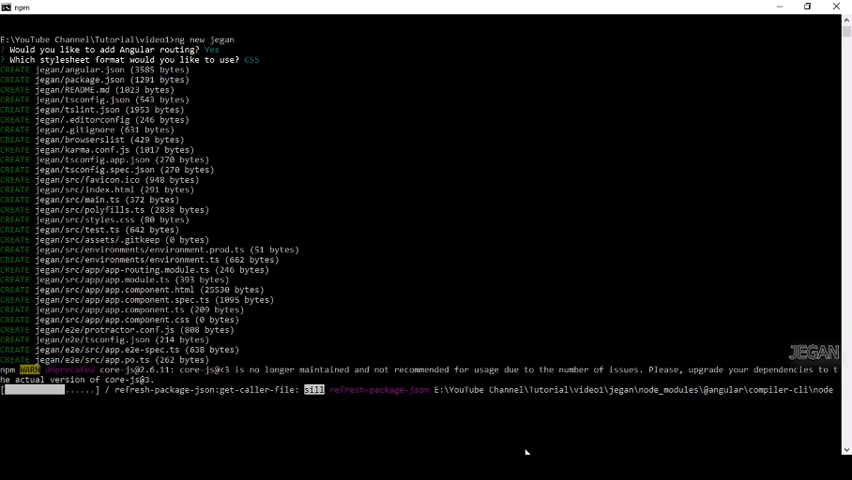 npm
E:\YouTube Channel\Tutorial\video1>ng new jegan
? Would you like to add Angular routing? Yes
? Which stylesheet format would you like to use? CSS
CREATE jegan/angular.json (3585 bytes)
CREATE jegan/package.json (1291 bytes)
CREATE jegan/README.md (1023 bytes)
CREATE jegan/tsconfig.json (543 bytes)
CREATE jegan/tslint.json (1953 bytes)
CREATE jegan/.editorconfig (246 bytes)
CREATE jegan/.gitignore (631 bytes)
CREATE jegan/browserslist (429 bytes)
CREATE jegan/karma.conf.js (1017 bytes)
CREATE jegan/tsconfig.app.json (270 bytes)
CREATE jegan/tsconfig.spec.json (270 bytes)
CREATE jegan/src/favicon.ico (948 bytes)
CREATE jegan/src/index.html (291 bytes)
CREATE jegan/src/main.ts (372 bytes)
CREATE jegan/src/polyfills.ts (2838 bytes)
CREATE jegan/src/styles.css (80 bytes)
CREATE jegan/src/test.ts (642 bytes)
CREATE jegan/src/assets/.gitkeep (0 bytes)
CREATE jegan/src/environments/environment.prod.ts (51 bytes)
CREATE jegan/src/environments/environment.ts (662 bytes)
CREATE jegan/src/app/app-routing.module.ts (246 bytes)
CREATE jegan/src/app/app.module.ts (393 bytes)
CREATE jegan/src/app/app.component.html (25530 bytes)
CREATE jegan/src/app/app.component.spec.ts (1095 bytes)
CREATE jegan/src/app/app.component.ts (209 bytes)
CREATE jegan/src/app/app.component.css (0 bytes)
CREATE jegan/e2e/protractor.conf.js (808 bytes)
CREATE jegan/e2e/tsconfig.json (214 bytes)
CREATE jegan/e2e/src/app.e2e-spec.ts (638 bytes)
CREATE jegan/e2e/src/app.po.ts (262 bytes)
JEGAN
npm WARN deprecated core-js@2.6.11: core-js@<3 is no longer maintained and not recommended for usage due to the number of issues. Please, upgrade your dependencies to t
he actual version of core-js@3.
[ ......] / refresh-package-json:get-caller-file: sill refresh-package-json E:\YouTube Channel\Tutorial\video1\jegan\node_modules\@angular\compiler-cli\node